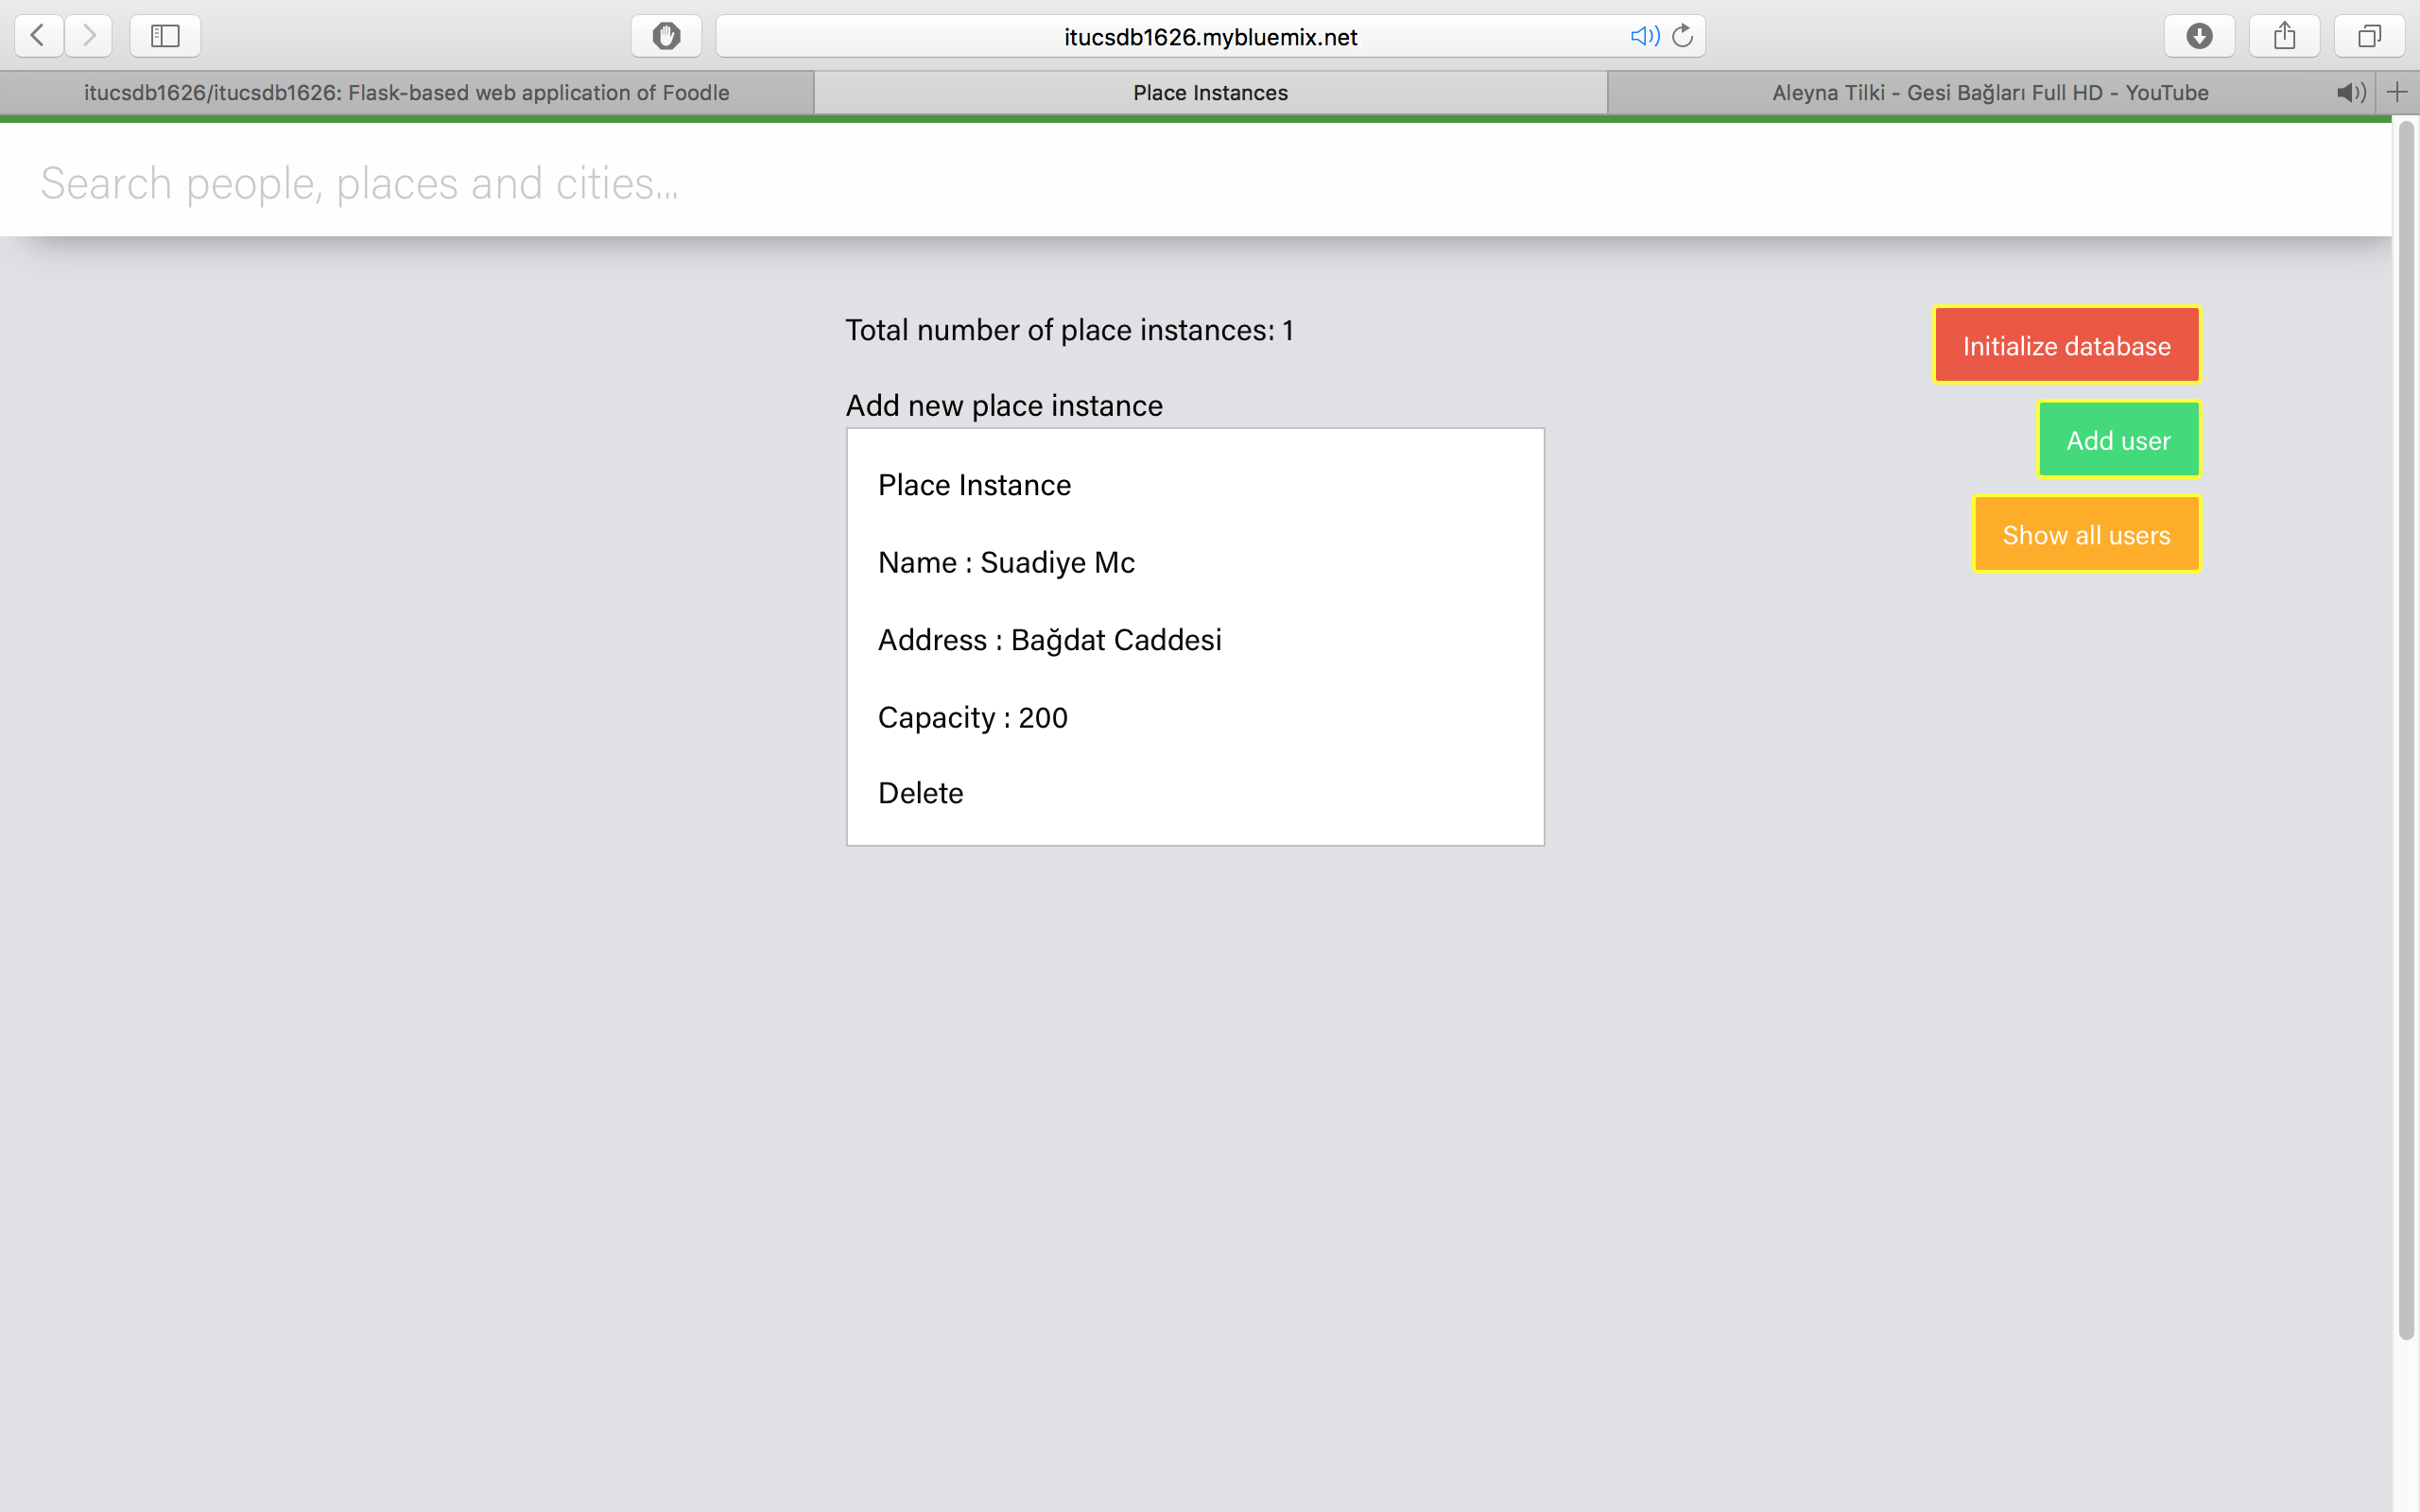 itucsdb1626.mybluemix.net
itucsdb1626/itucsdb1626: Flask-based web application of Foodle
Place Instances
Aleyna Tilki - Gesi Bağları Full HD - YouTube
Search people, places and cities...
Total number of place instances: 1
Add new place instance
Place Instance
Name : Suadiye Mc
Address : Bağdat Caddesi
Capacity : 200
Delete
Initialize database
Add user
Show all users